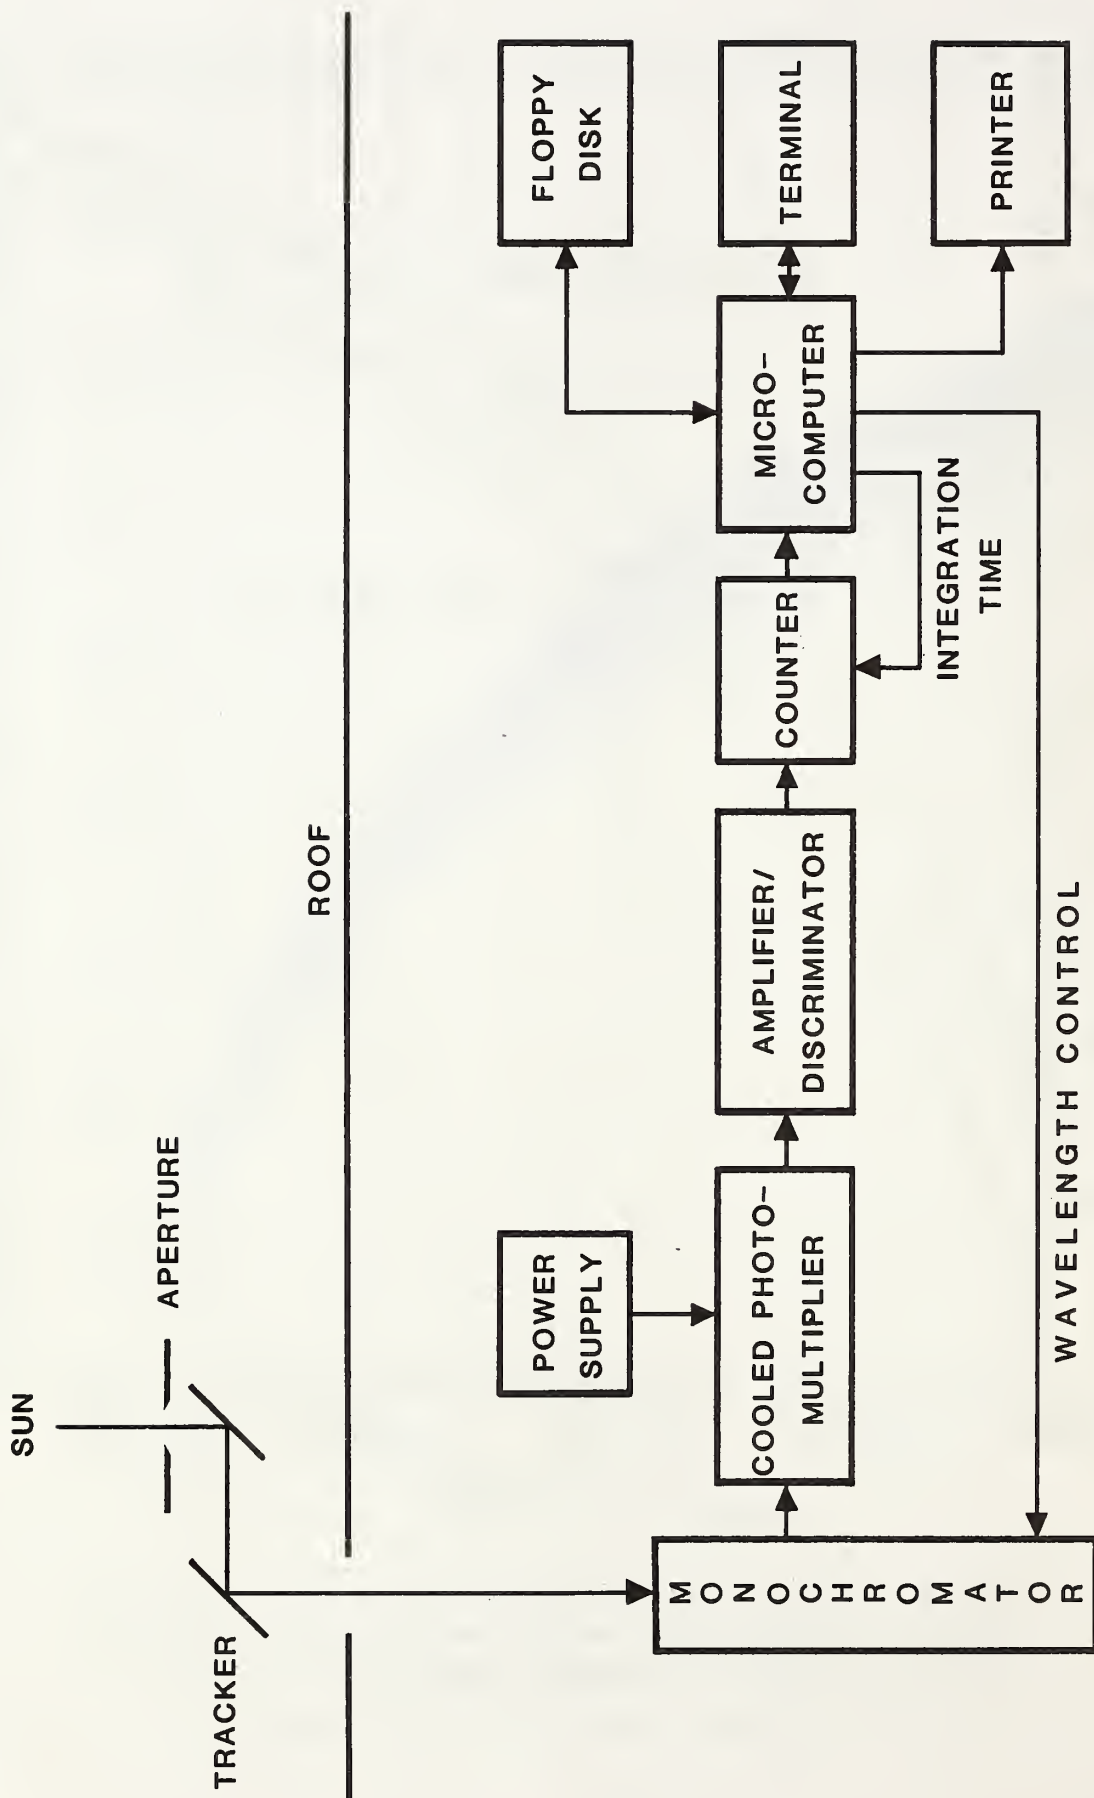 SUN
APERTURE
TRACKER
ROOF
POWER
SUPPLY
FLOPPY
DISK
MONOCHROMATOR
COOLED PHOTO–
MULTIPLIER
AMPLIFIER/
DISCRIMINATOR
COUNTER
MICRO–
COMPUTER
TERMINAL
INTEGRATION
TIME
PRINTER
WAVELENGTH CONTROL